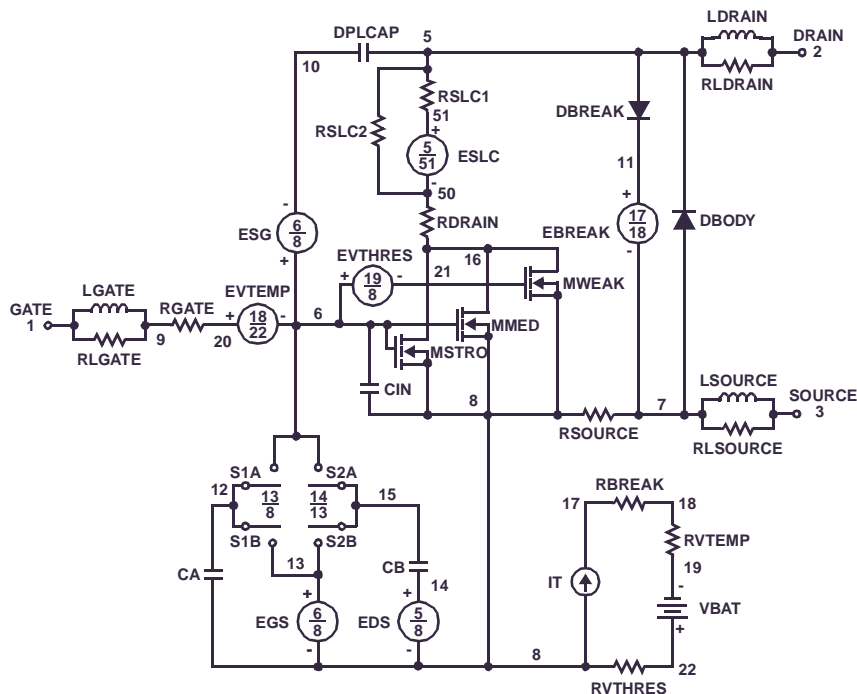 LDRAIN
DPLCAP 5 DRAIN
10 2
RLDRAIN
RSLC1
51
DBREAK
RSLC2 +
5
51
ESLC
11
-
50
- +
RDRAIN
6
8
ESG
17
18
EBREAK
DBODY
+ EVTHRES 16 -
+ 19
8
- 21
MWEAK
LGATE EVTEMP
GATE RGATE + 18
22
- 6
1 MMED
9 20
MSTRO
RLGATE
CIN LSOURCE
8 7 SOURCE
3
RSOURCE RLSOURCE
S1A S2A
12 13
8
14
13
15 17 RBREAK 18
S1B S2B
RVTEMP
13 CB 19
CA 14 IT -
+ + VBAT
EGS 6
8
EDS 5
8
+
- - 8 22
RVTHRES